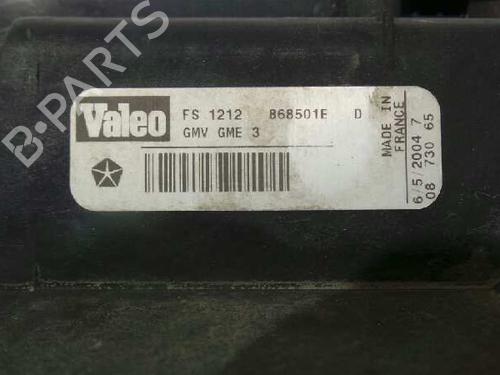 Valeo
FS 1212 868501E D
GMV GME 3
MADE IN
FRANCE
6/5/2004 7
08 730 65
B-PARTS